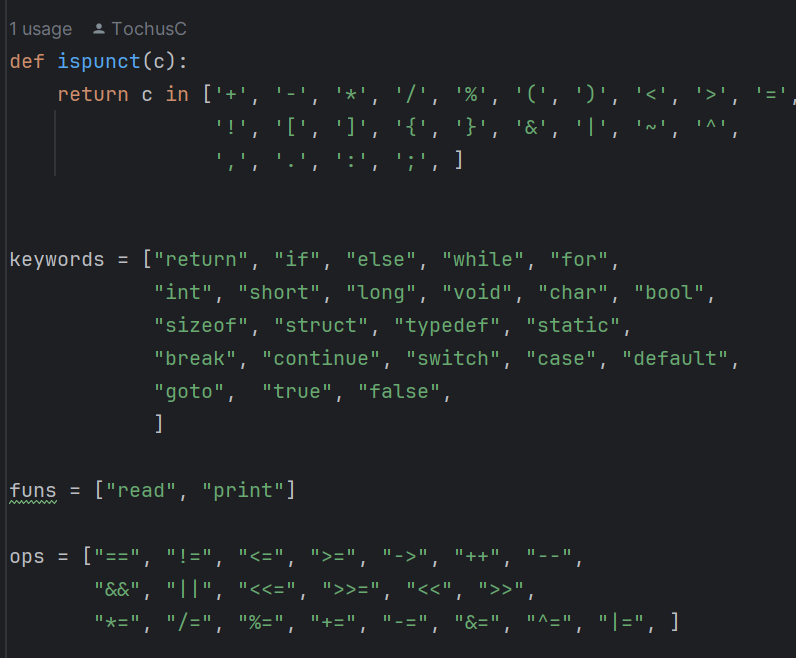 1 usage TochusC
def ispunct(c):
    return c in ['+', '-', '*', '/', '%', '(', ')', '<', '>', '=',
                 '!', '[', ']', '{', '}', '&', '|', '~', '^',
                 ',', '.', ':', ';', ]
keywords = ["return", "if", "else", "while", "for",
            "int", "short", "long", "void", "char", "bool",
            "sizeof", "struct", "typedef", "static",
            "break", "continue", "switch", "case", "default",
            "goto",  "true", "false",
            ]
funs = ["read", "print"]
ops = ["==", "!=", "<=", ">=", "->", "++", "--",
       "&&", "||", "<<=", ">>=", "<<", ">>",
       "*=", "/=", "%=", "+=", "-=", "&=", "^=", "|=", ]